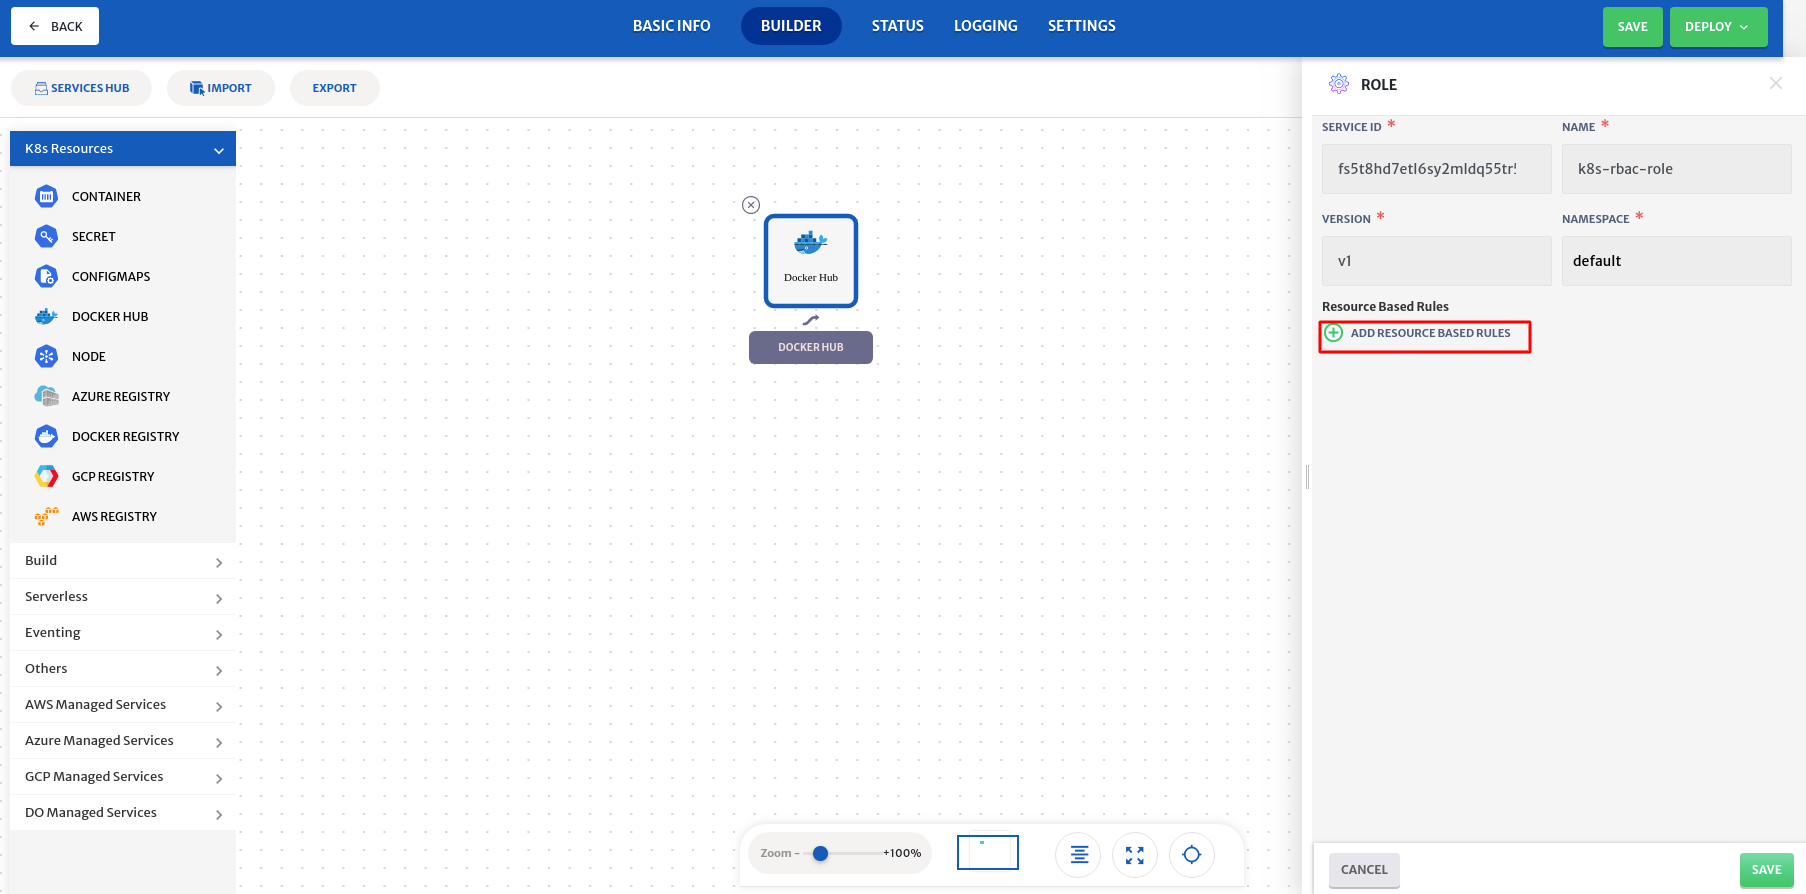 BACK
BASIC INFO
BUILDER
STATUS
LOGGING
SETTINGS
SAVE
DEPLOY
SERVICES HUB
IMPORT
EXPORT
K8s Resources
CONTAINER
SECRET
CONFIGMAPS
DOCKER HUB
NODE
AZURE REGISTRY
DOCKER REGISTRY
GCP REGISTRY
AWS REGISTRY
Build
Serverless
Eventing
Others
AWS Managed Services
Azure Managed Services
GCP Managed Services
DO Managed Services
Docker Hub
DOCKER HUB
Zoom - +100%
ROLE
SERVICE ID * NAME *
fs5t8hd7etl6sy2mldq55tr! k8s-rbac-role
VERSION * NAMESPACE *
v1 default
Resource Based Rules
ADD RESOURCE BASED RULES
CANCEL
SAVE